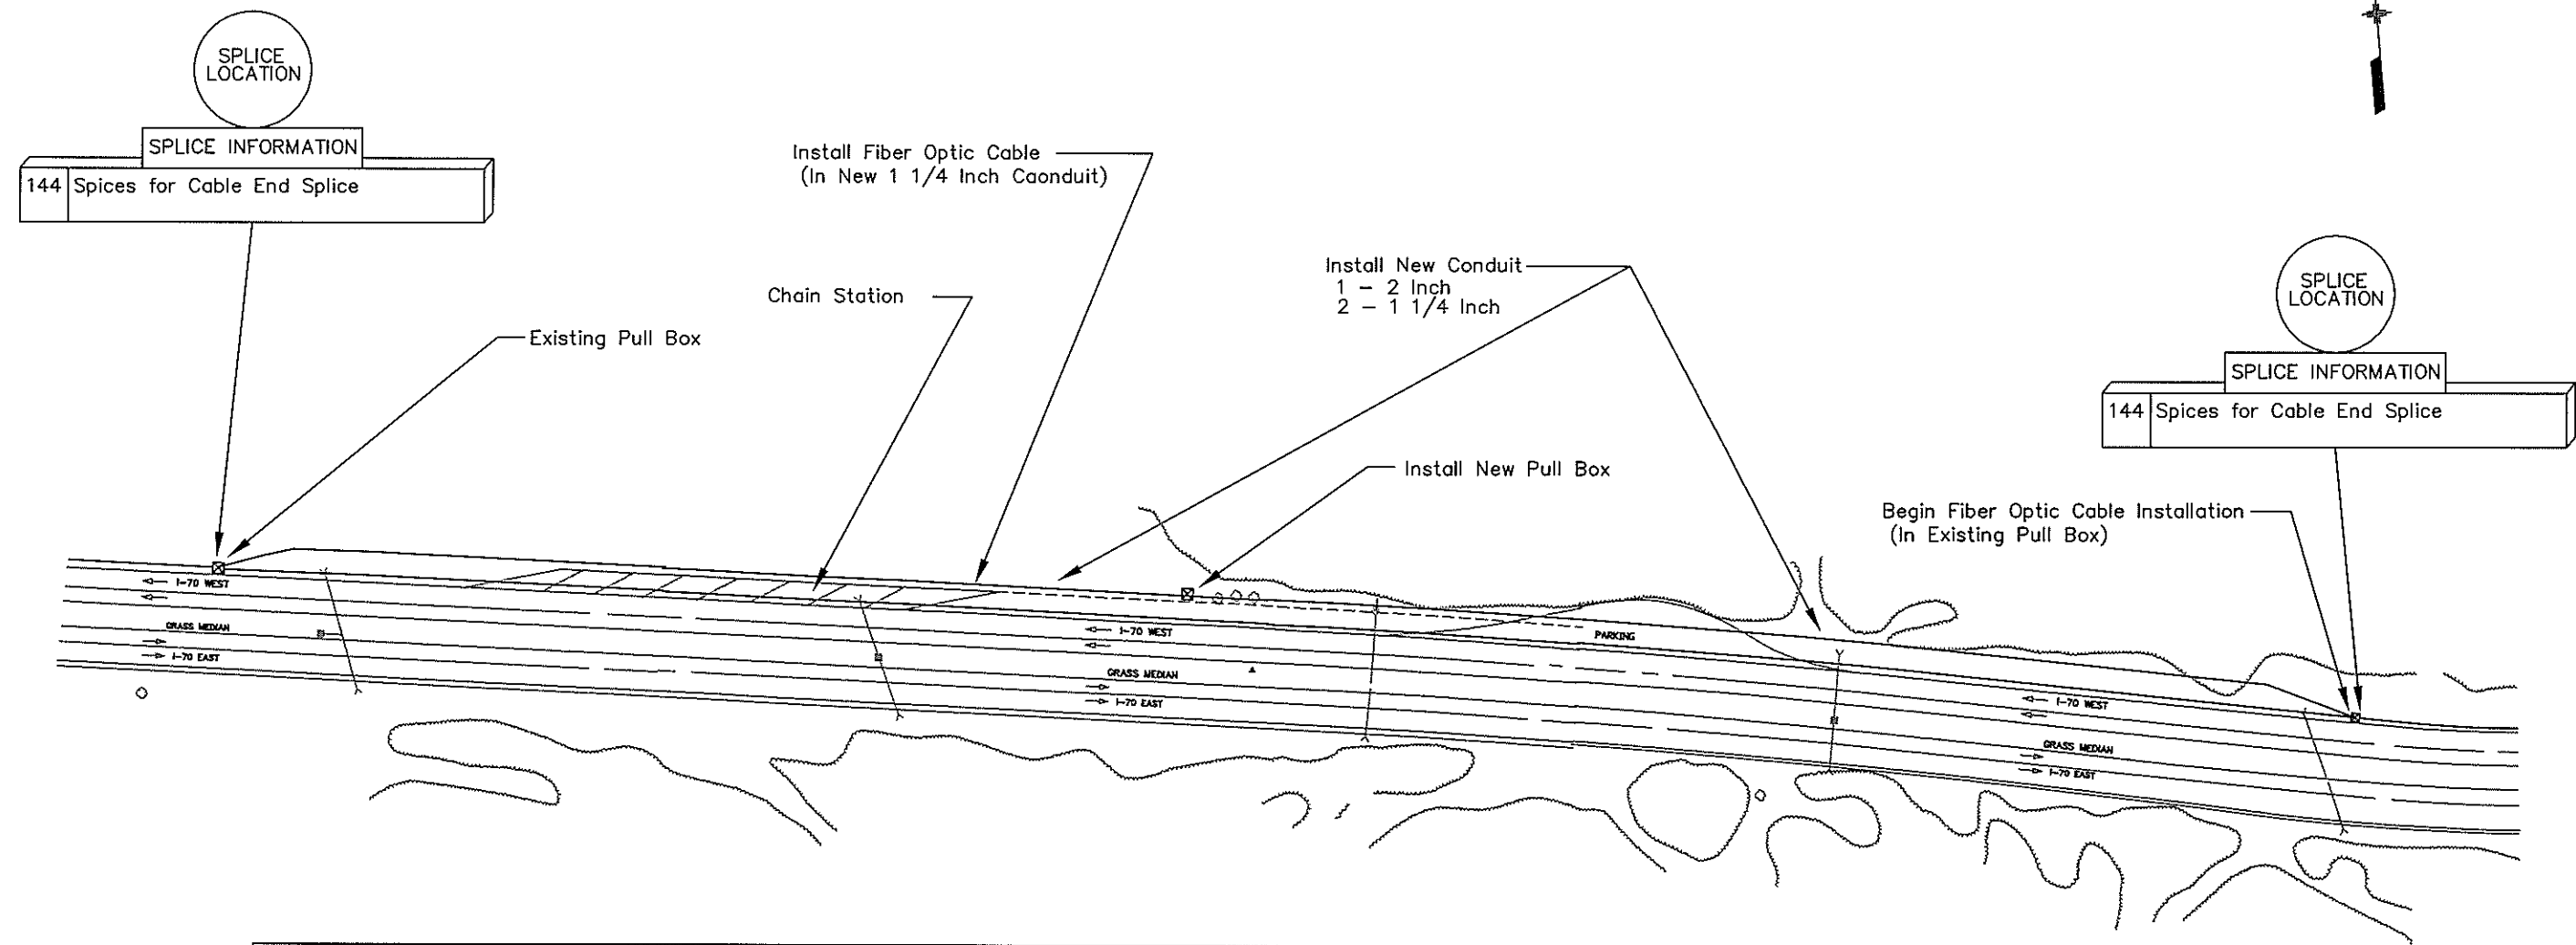 SPLICE
LOCATION
SPLICE INFORMATION
144 Spices for Cable End Splice
Install Fiber Optic Cable
(In New 1 1/4 Inch Caonduit)
Chain Station
Existing Pull Box
Install New Conduit
1 - 2 Inch
2 - 1 1/4 Inch
Install New Pull Box
SPLICE
LOCATION
SPLICE INFORMATION
144 Spices for Cable End Splice
Begin Fiber Optic Cable Installation
(In Existing Pull Box)
I-70 WEST
GRASS MEDIAN
I-70 EAST
I-70 WEST
GRASS MEDIAN
I-70 EAST
PARKING
I-70 WEST
GRASS MEDIAN
I-70 EAST